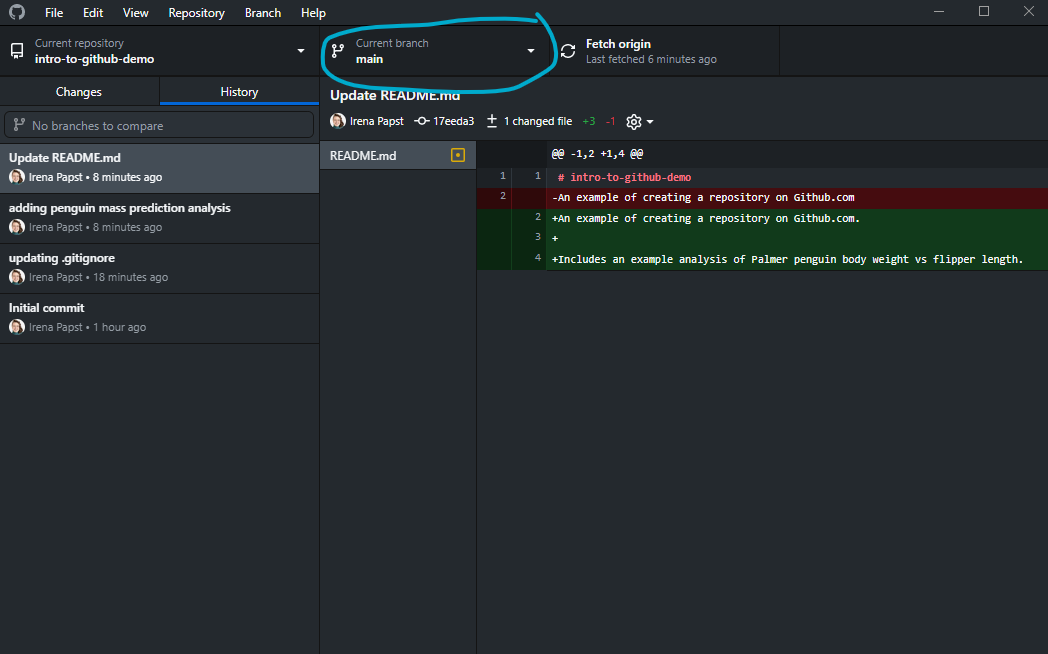 File Edit View Repository Branch Help
Current repository
intro-to-github-demo
Current branch
main
Fetch origin
Last fetched 6 minutes ago
Changes
History
No branches to compare
Update README.md
Irena Papst • 8 minutes ago
adding penguin mass prediction analysis
Irena Papst • 8 minutes ago
updating .gitignore
Irena Papst • 18 minutes ago
Initial commit
Irena Papst • 1 hour ago
Update README.md
Irena Papst 17eeda3 1 changed file +3 -1
README.md
@@ -1,2 +1,4 @@
1 1 # intro-to-github-demo
2 -An example of creating a repository on Github.com
2 +An example of creating a repository on Github.com.
3 +
4 +Includes an example analysis of Palmer penguin body weight vs flipper length.